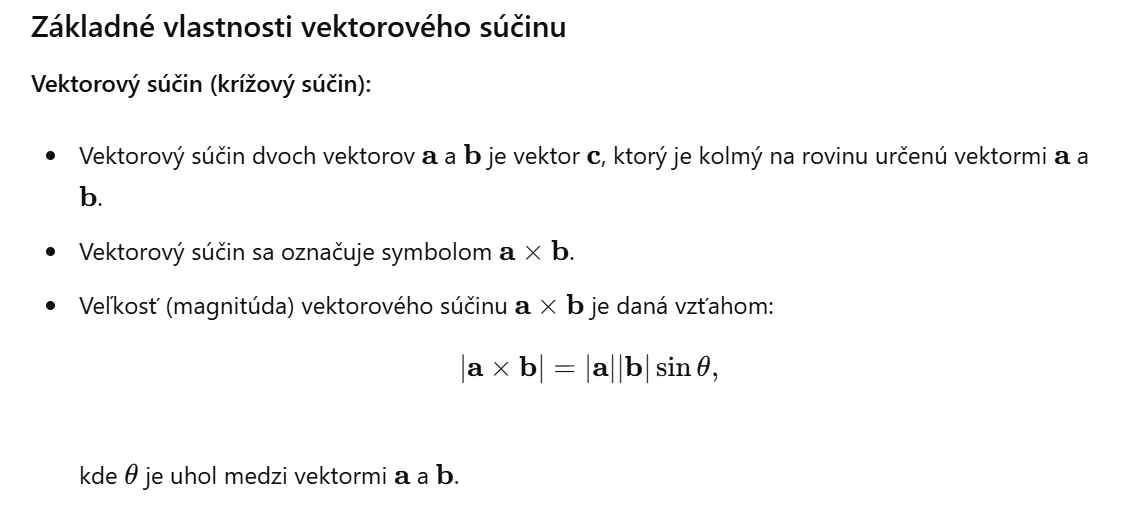 Základné vlastnosti vektorového súčinu
Vektorový súčin (krížový súčin):
• Vektorový súčin dvoch vektorov a a b je vektor c, ktorý je kolmý na rovinu určenú vektormi a a
b.
• Vektorový súčin sa označuje symbolom a × b.
• Veľkosť (magnitúda) vektorového súčinu a × b je daná vzťahom:
|a × b| = |a||b| sin θ,
kde θ je uhol medzi vektormi a a b.